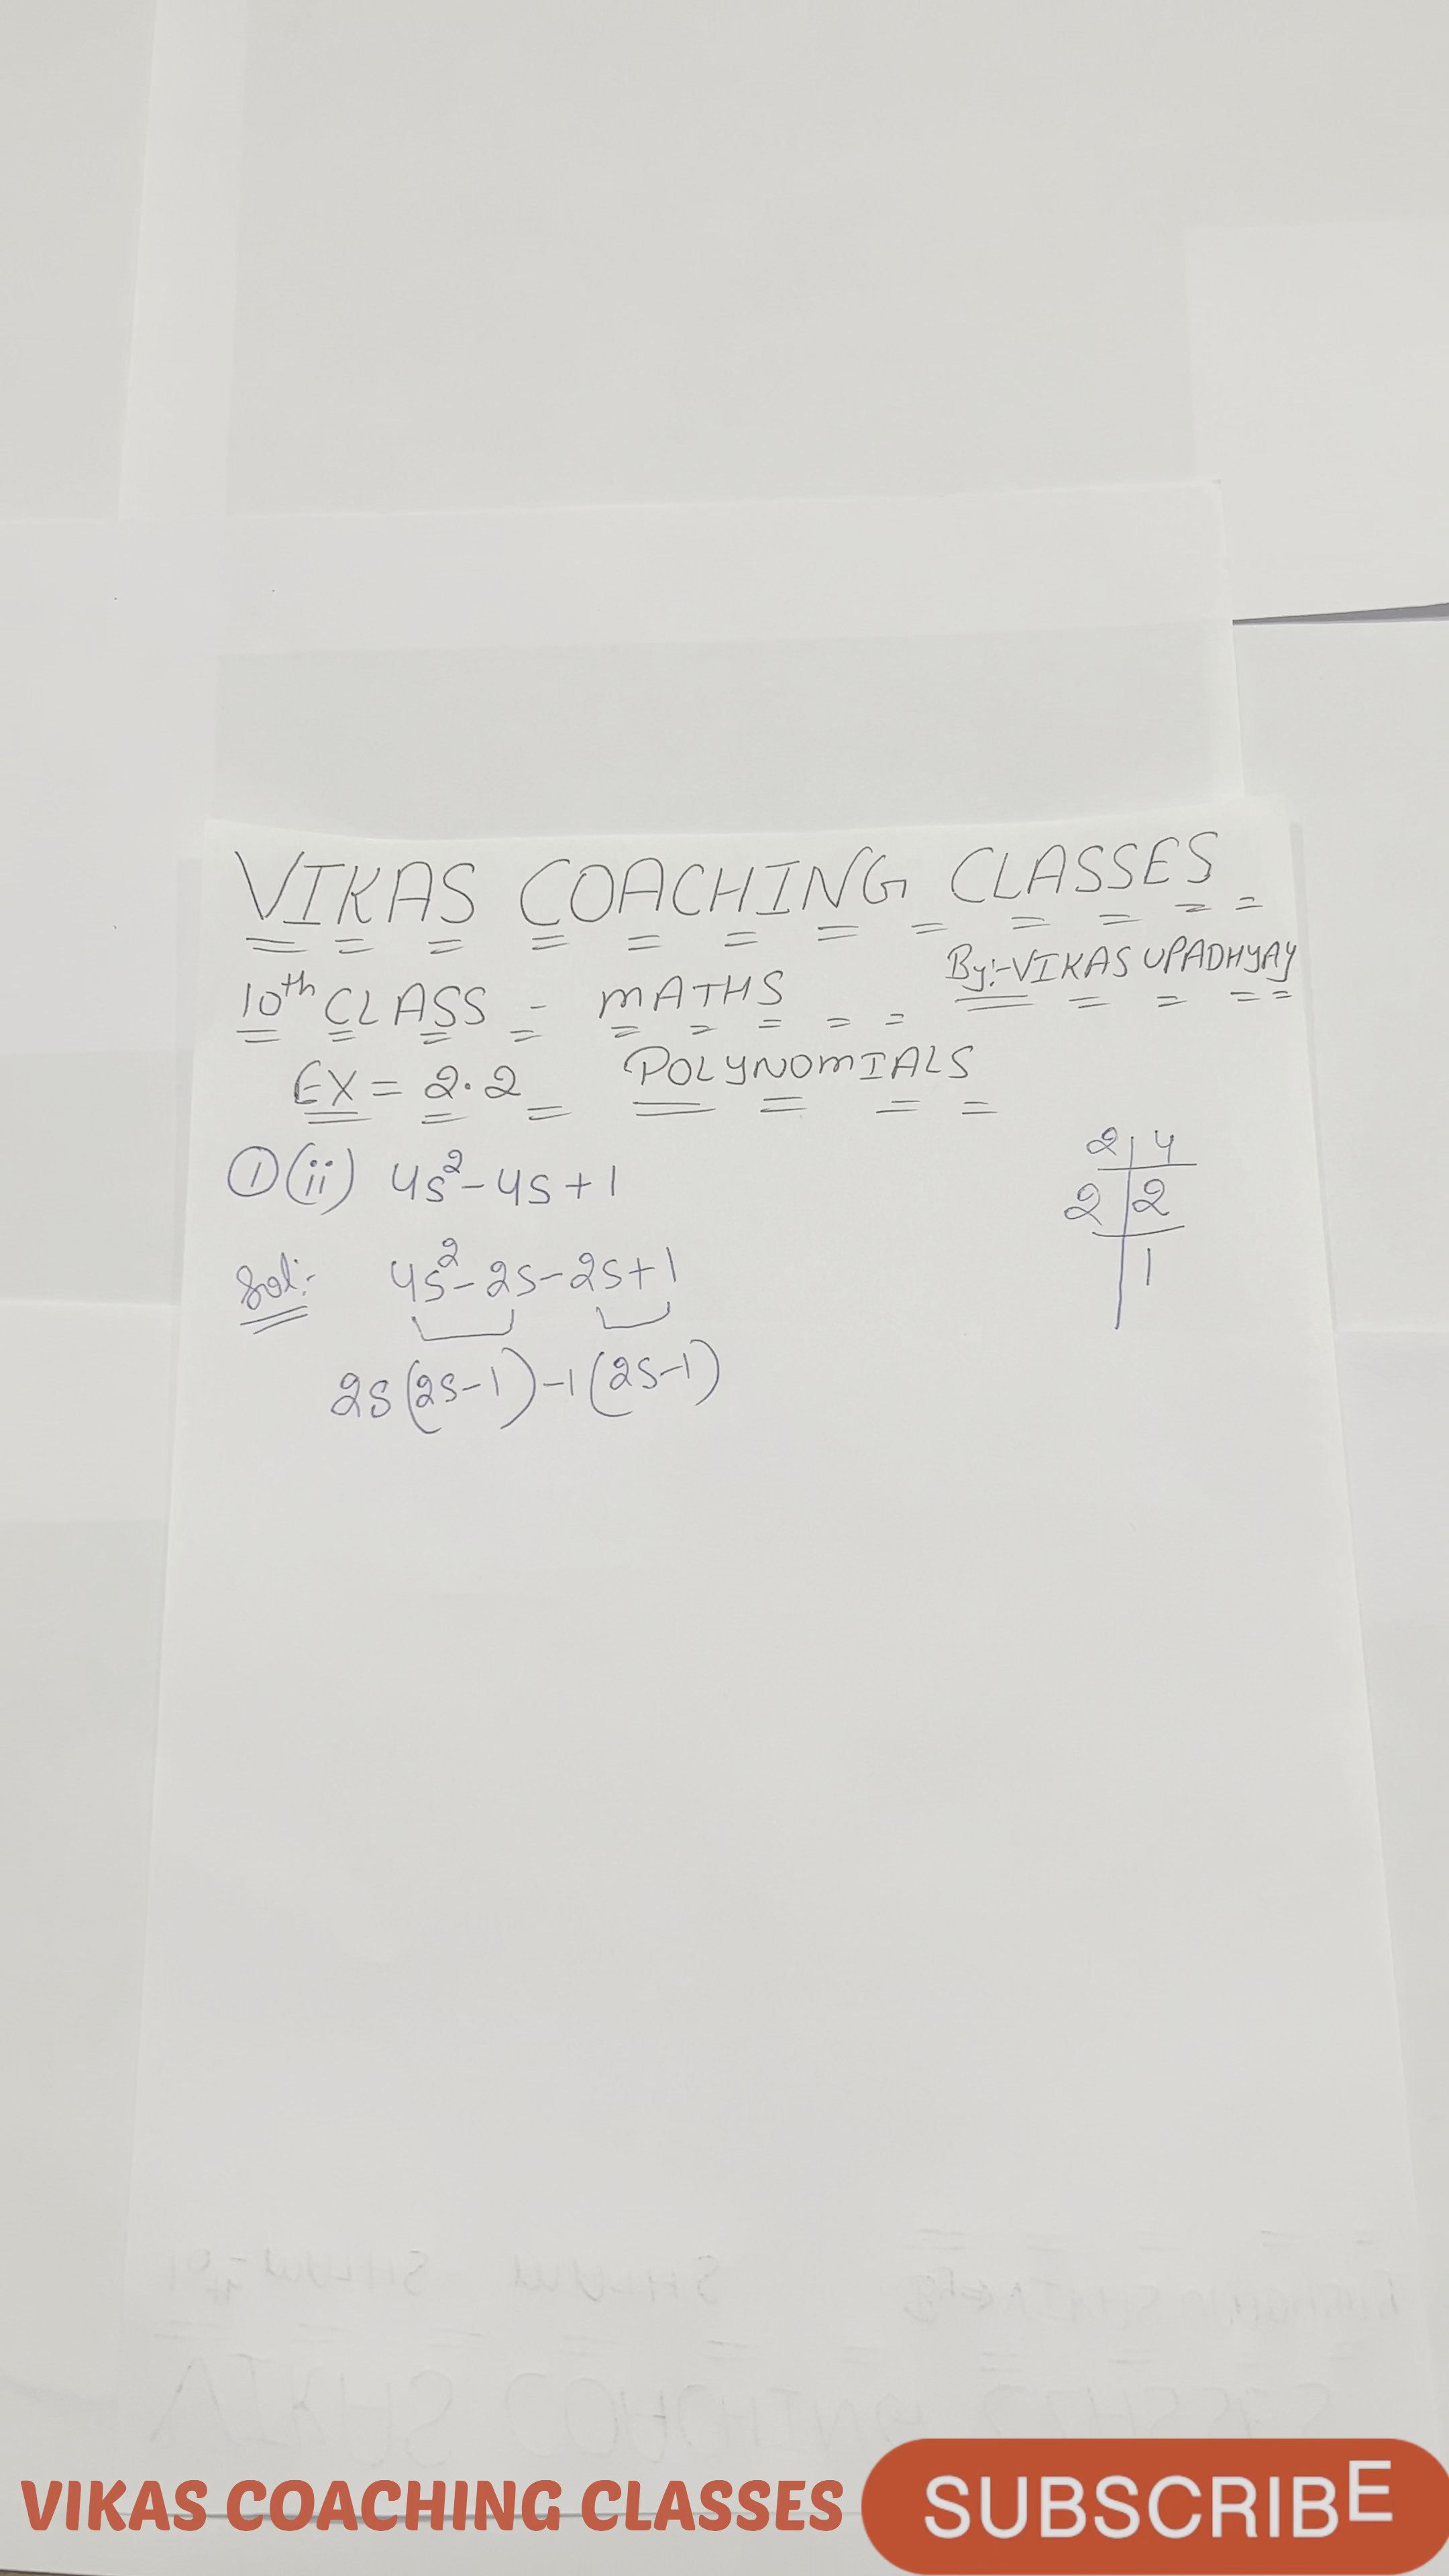 VIKAS COACHING CLASSES
10th CLASS - MATHS
By:- VIKAS UPADHYAY
EX = 2.2 POLYNOMIALS
① (ii) 4s²-4s+1
2 | 4
2 | 2
| 1
Sol:- 4s²-2s-2s+1
2s(2s-1)-1(2s-1)
VIKAS COACHING CLASSES
SUBSCRIBE